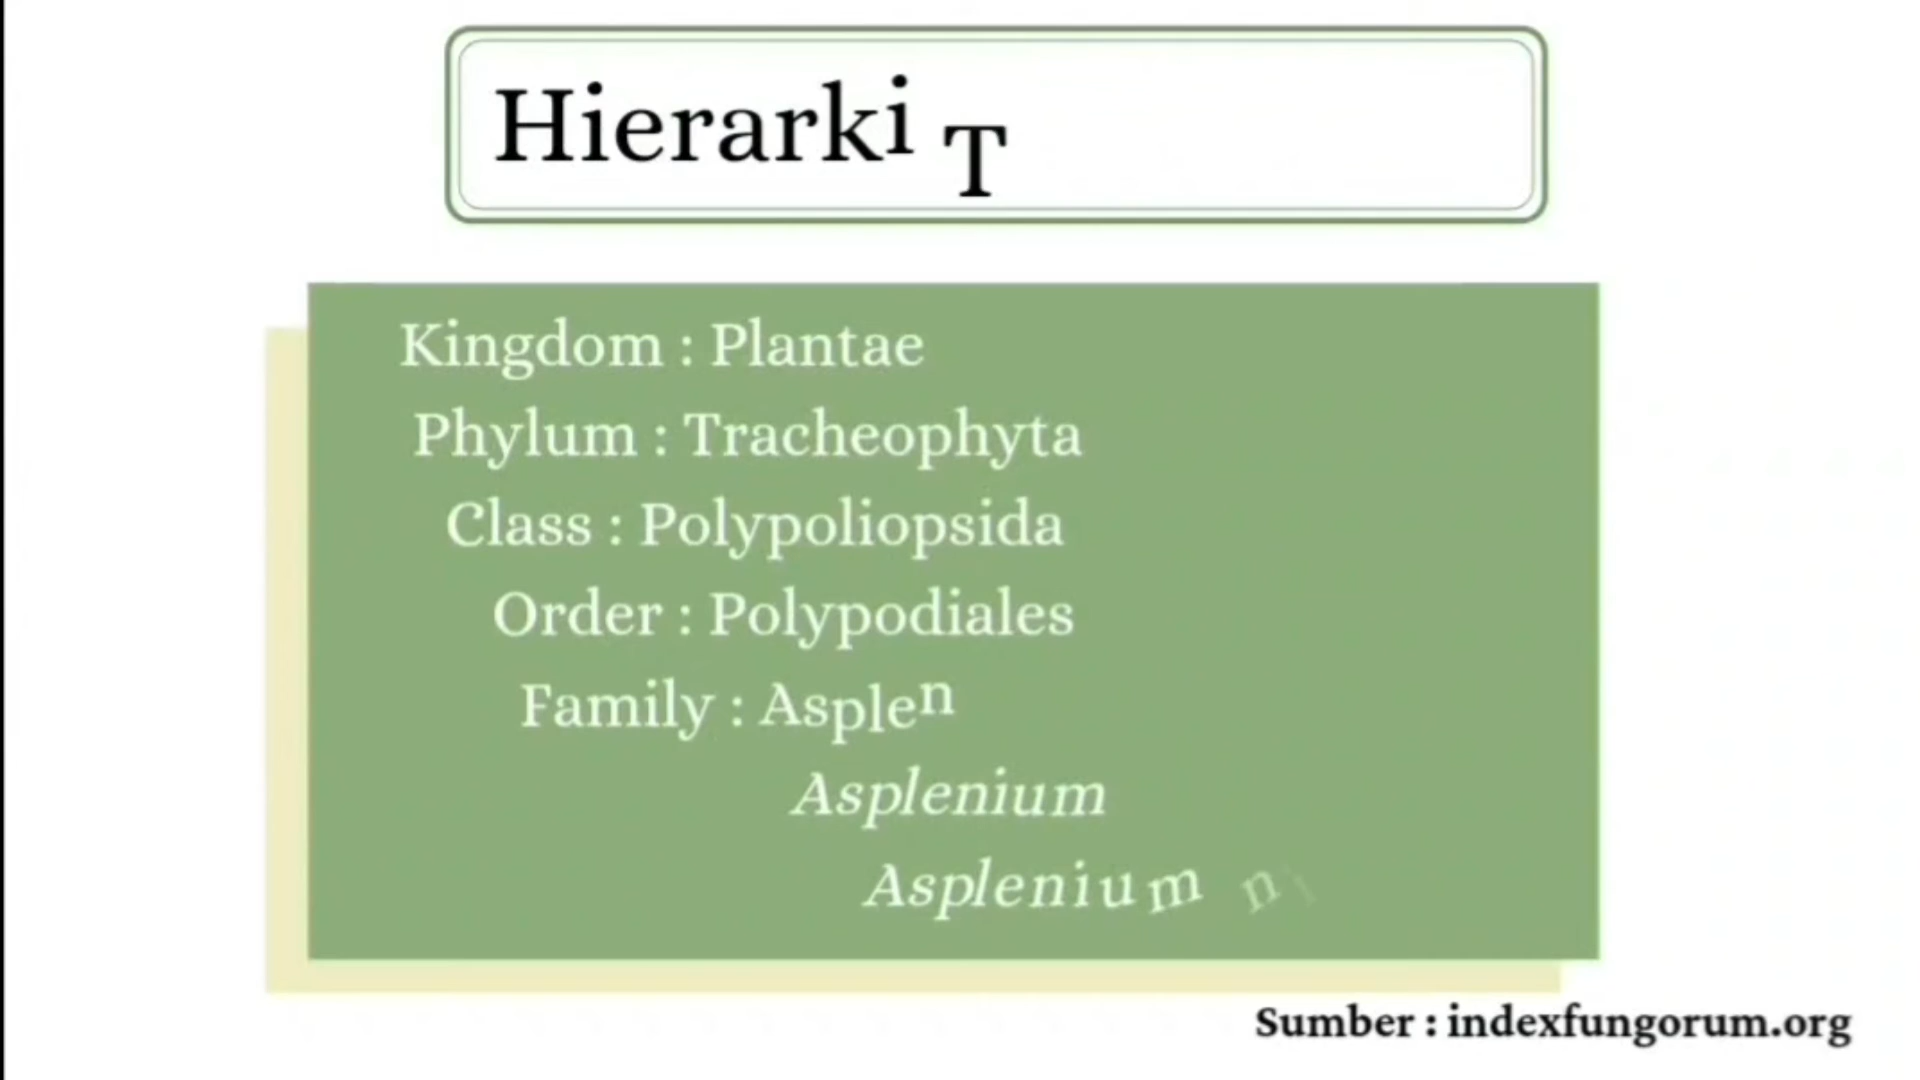 Hierarki T
Kingdom : Plantae
Phylum : Tracheophyta
Class : Polypoliopsida
Order : Polypodiales
Family : Asplen
Asplenium
Asplenium n
Sumber : indexfungorum.org